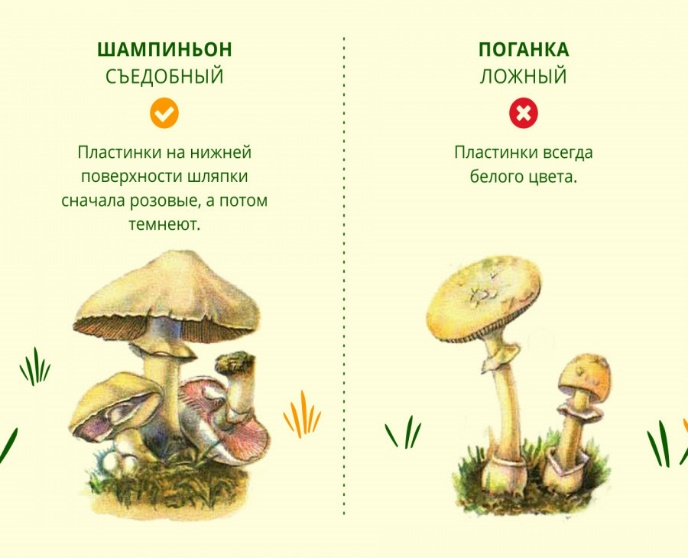 ШАМПИНЬОН
СЪЕДОБНЫЙ
Пластинки на нижней
поверхности шляпки
сначала розовые, а потом
темнеют.
ПОГАНКА
ЛОЖНЫЙ
Пластинки всегда
белого цвета.